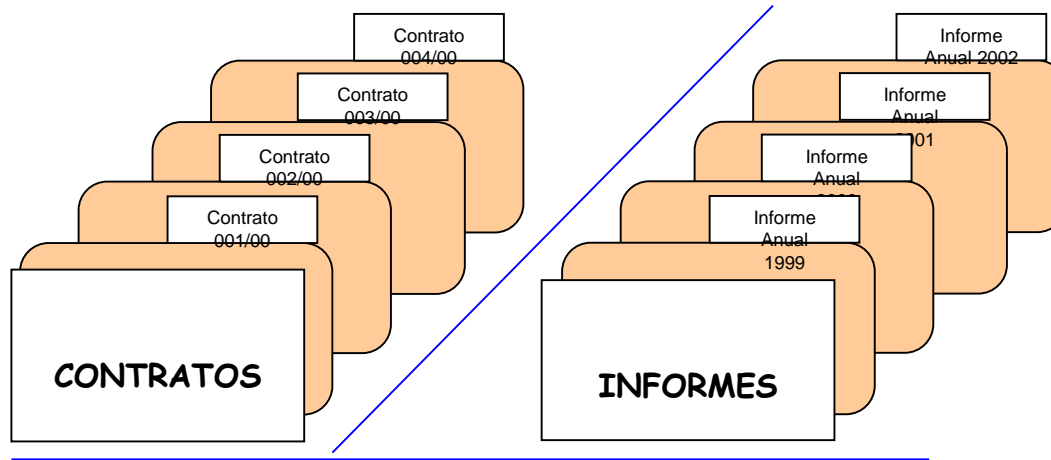 Contrato
004/00
Contrato
003/00
Contrato
002/00
Contrato
001/00
CONTRATOS
Informe
Anual 2002
Informe
Anual
2001
Informe
Anual
Informe
Anual
1999
INFORMES